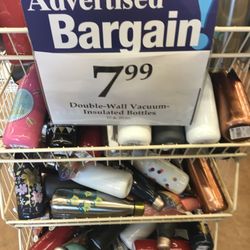 Advertised
Bargain
7.99
Double-Wall Vacuum-
Insulated Bottles